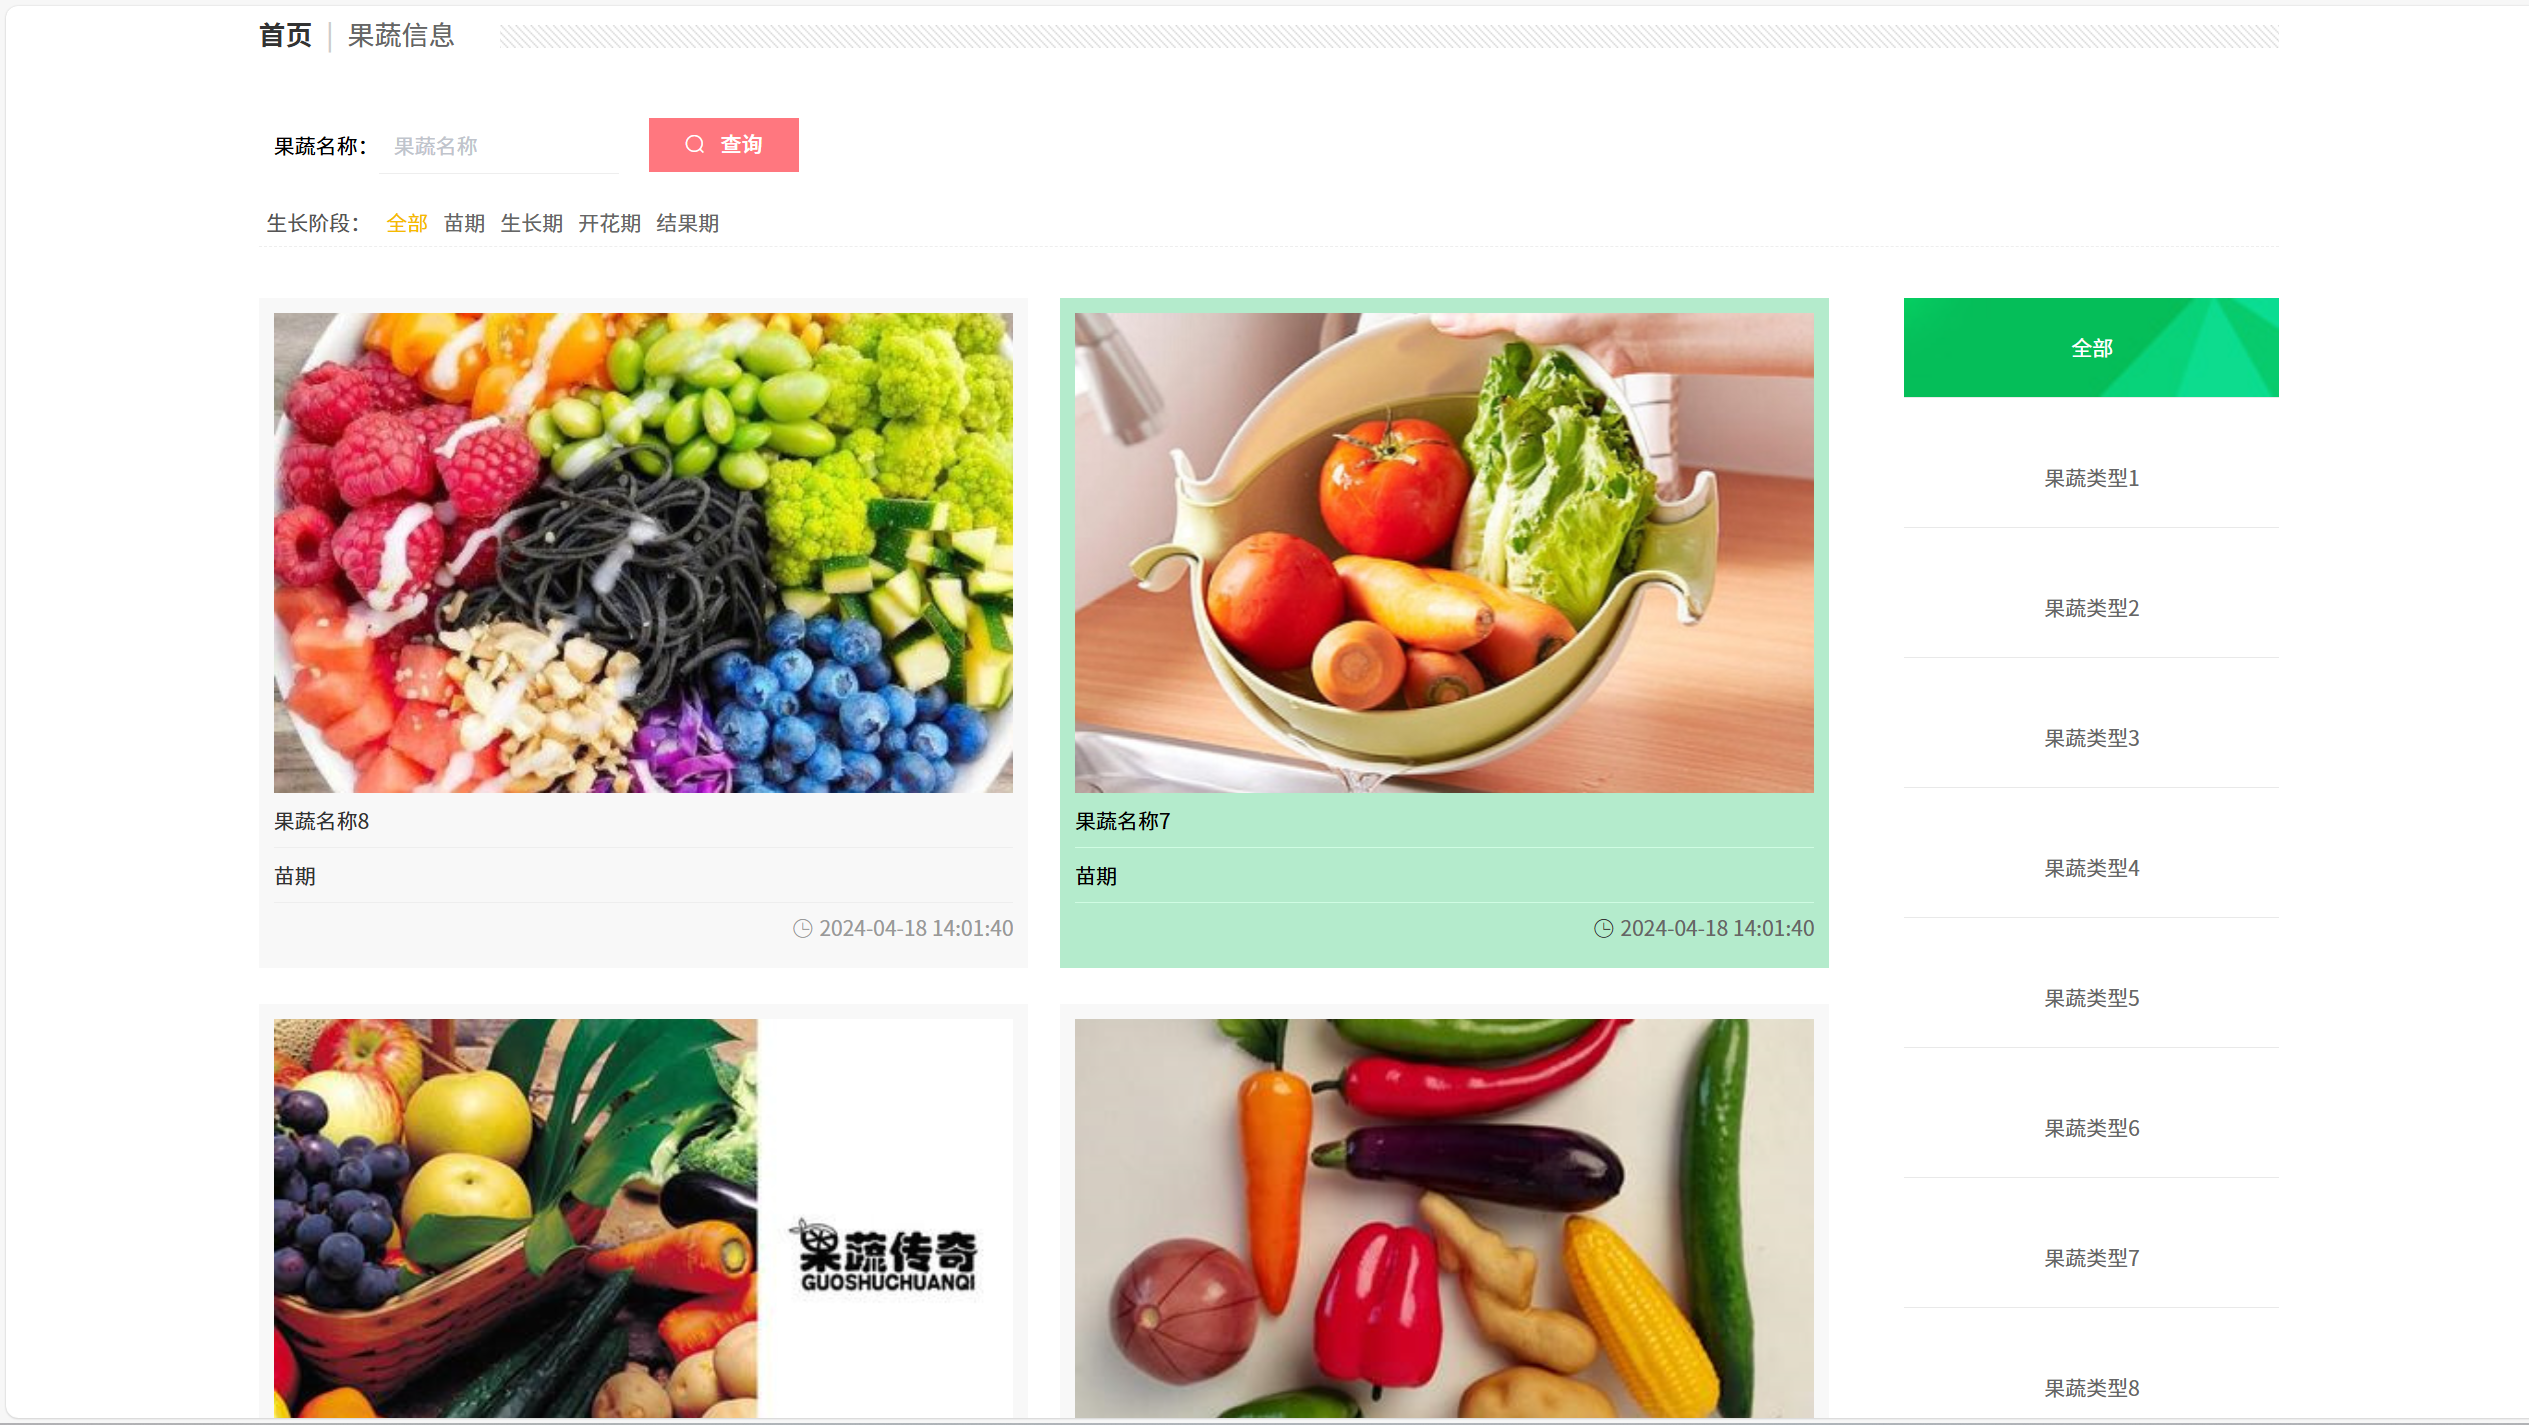 首页 | 果蔬信息
果蔬名称： 果蔬名称 查询
生长阶段： 全部 苗期 生长期 开花期 结果期
果蔬名称8
苗期
2024-04-18 14:01:40
果蔬名称7
苗期
2024-04-18 14:01:40
果蔬传奇
GUOSHUCHUANQI
全部
果蔬类型1
果蔬类型2
果蔬类型3
果蔬类型4
果蔬类型5
果蔬类型6
果蔬类型7
果蔬类型8